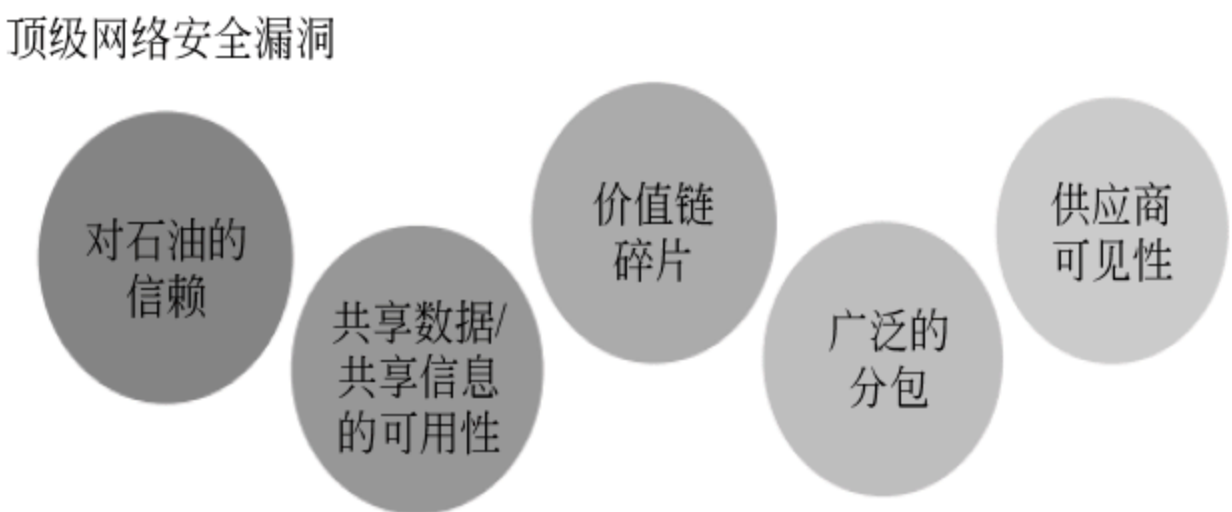 顶级网络安全漏洞
对石油的
信赖
共享数据/
共享信息
的可用性
价值链
碎片
广泛的
分包
供应商
可见性